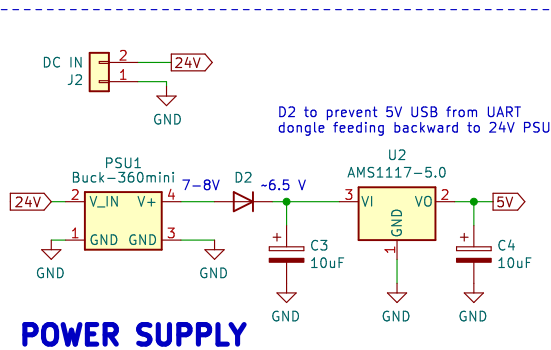 DC IN
J2
2
1
24V
GND
D2 to prevent 5V USB from UART
dongle feeding backward to 24V PSU
PSU1
Buck-360mini
24V
2
V_IN
V+
4
1
GND
GND
3
GND
GND
7-8V
D2
~6.5 V
U2
AMS1117-5.0
3
VI
VO
2
GND
1
5V
+
C3
10uF
+
C4
10uF
GND
GND
GND
POWER SUPPLY